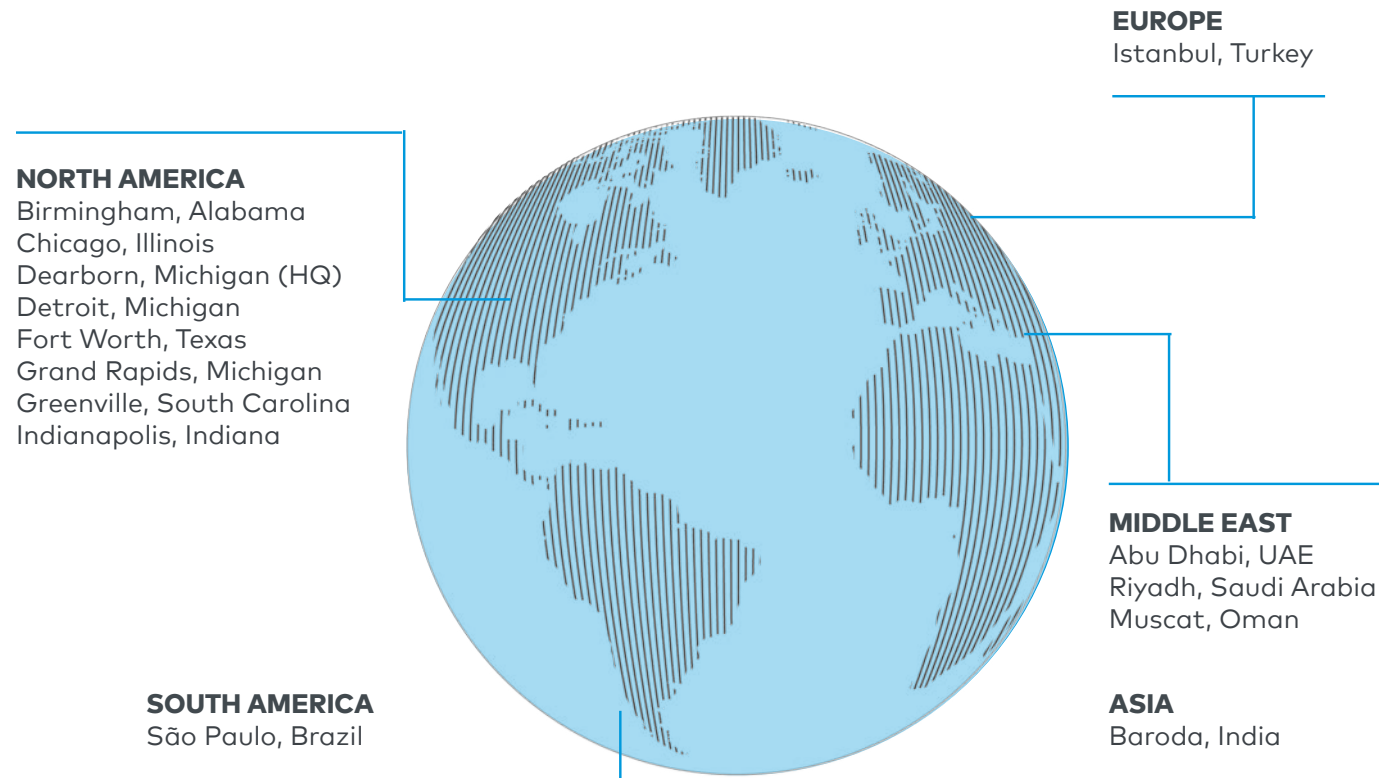 EUROPE
Istanbul, Turkey
NORTH AMERICA
Birmingham, Alabama
Chicago, Illinois
Dearborn, Michigan (HQ)
Detroit, Michigan
Fort Worth, Texas
Grand Rapids, Michigan
Greenville, South Carolina
Indianapolis, Indiana
MIDDLE EAST
Abu Dhabi, UAE
Riyadh, Saudi Arabia
Muscat, Oman
SOUTH AMERICA
São Paulo, Brazil
ASIA
Baroda, India